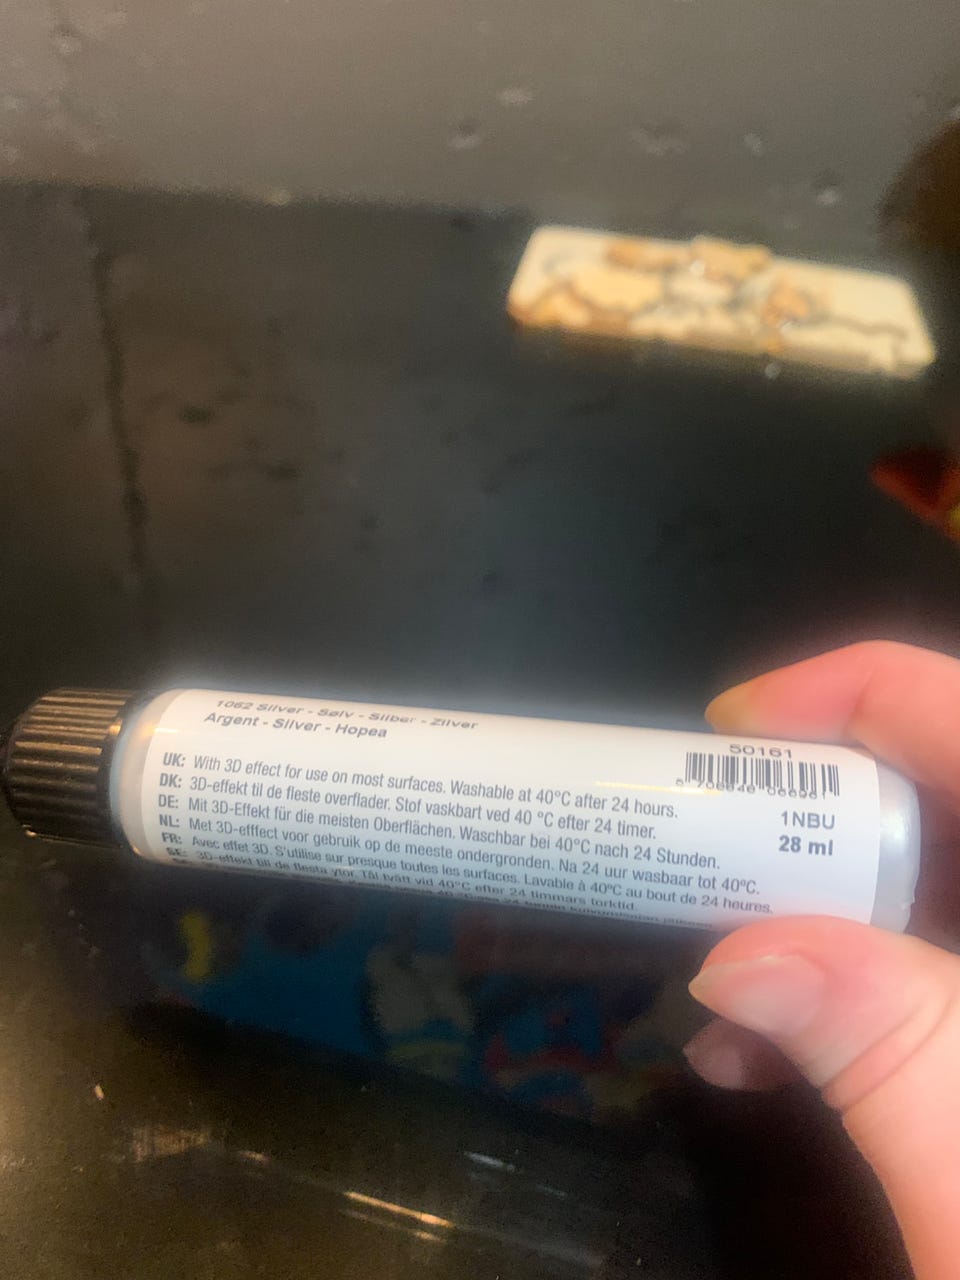 1062 Silver - Sølv - Silber - Zilver
Argent - Silver - Hopea
UK: With 3D effect for use on most surfaces. Washable at 40°C after 24 hours.
DK: 3D-effekt til de fleste overflader. Stof vaskbart ved 40 °C efter 24 timer.
DE: Mit 3D-Effekt für die meisten Oberflächen. Waschbar bei 40°C nach 24 Stunden.
NL: Met 3D-efffect voor gebruik op de meeste ondergronden. Na 24 uur wasbaar tot 40ºC.
FR: Avec effet 3D. S'utilise sur presque toutes les surfaces. Lavable à 40ºC au bout de 24 heures.
SE: 3D-effekt till de flesta ytor. Tål tvätt vid 40°C efter 24 timmars torktid.
50161
1NBU
28 ml